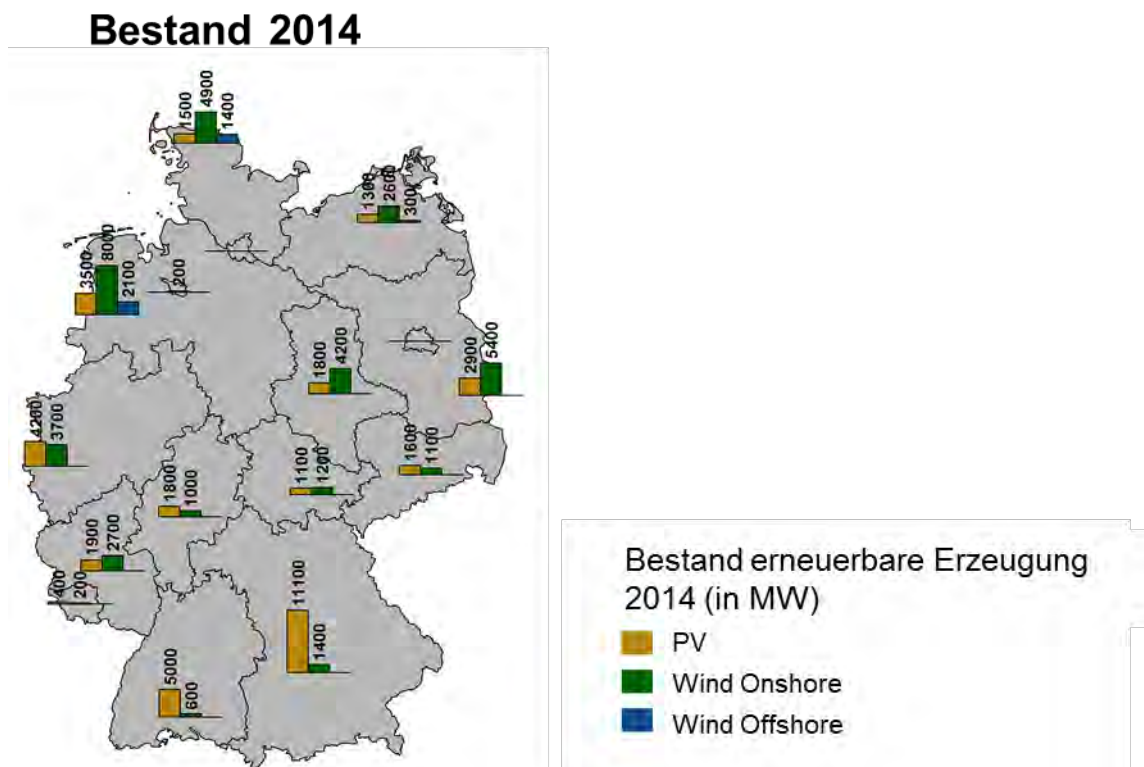 Bestand 2014
1500 4900 1400
1300 2600 300
3500 8000 2100
200
1800 4200
2900 5400
4200 3700
1600 1100
1100 1200
1800 1000
1900 2700
400 200
11100 1400
5000 600
Bestand erneuerbare Erzeugung
2014 (in MW)
PV
Wind Onshore
Wind Offshore